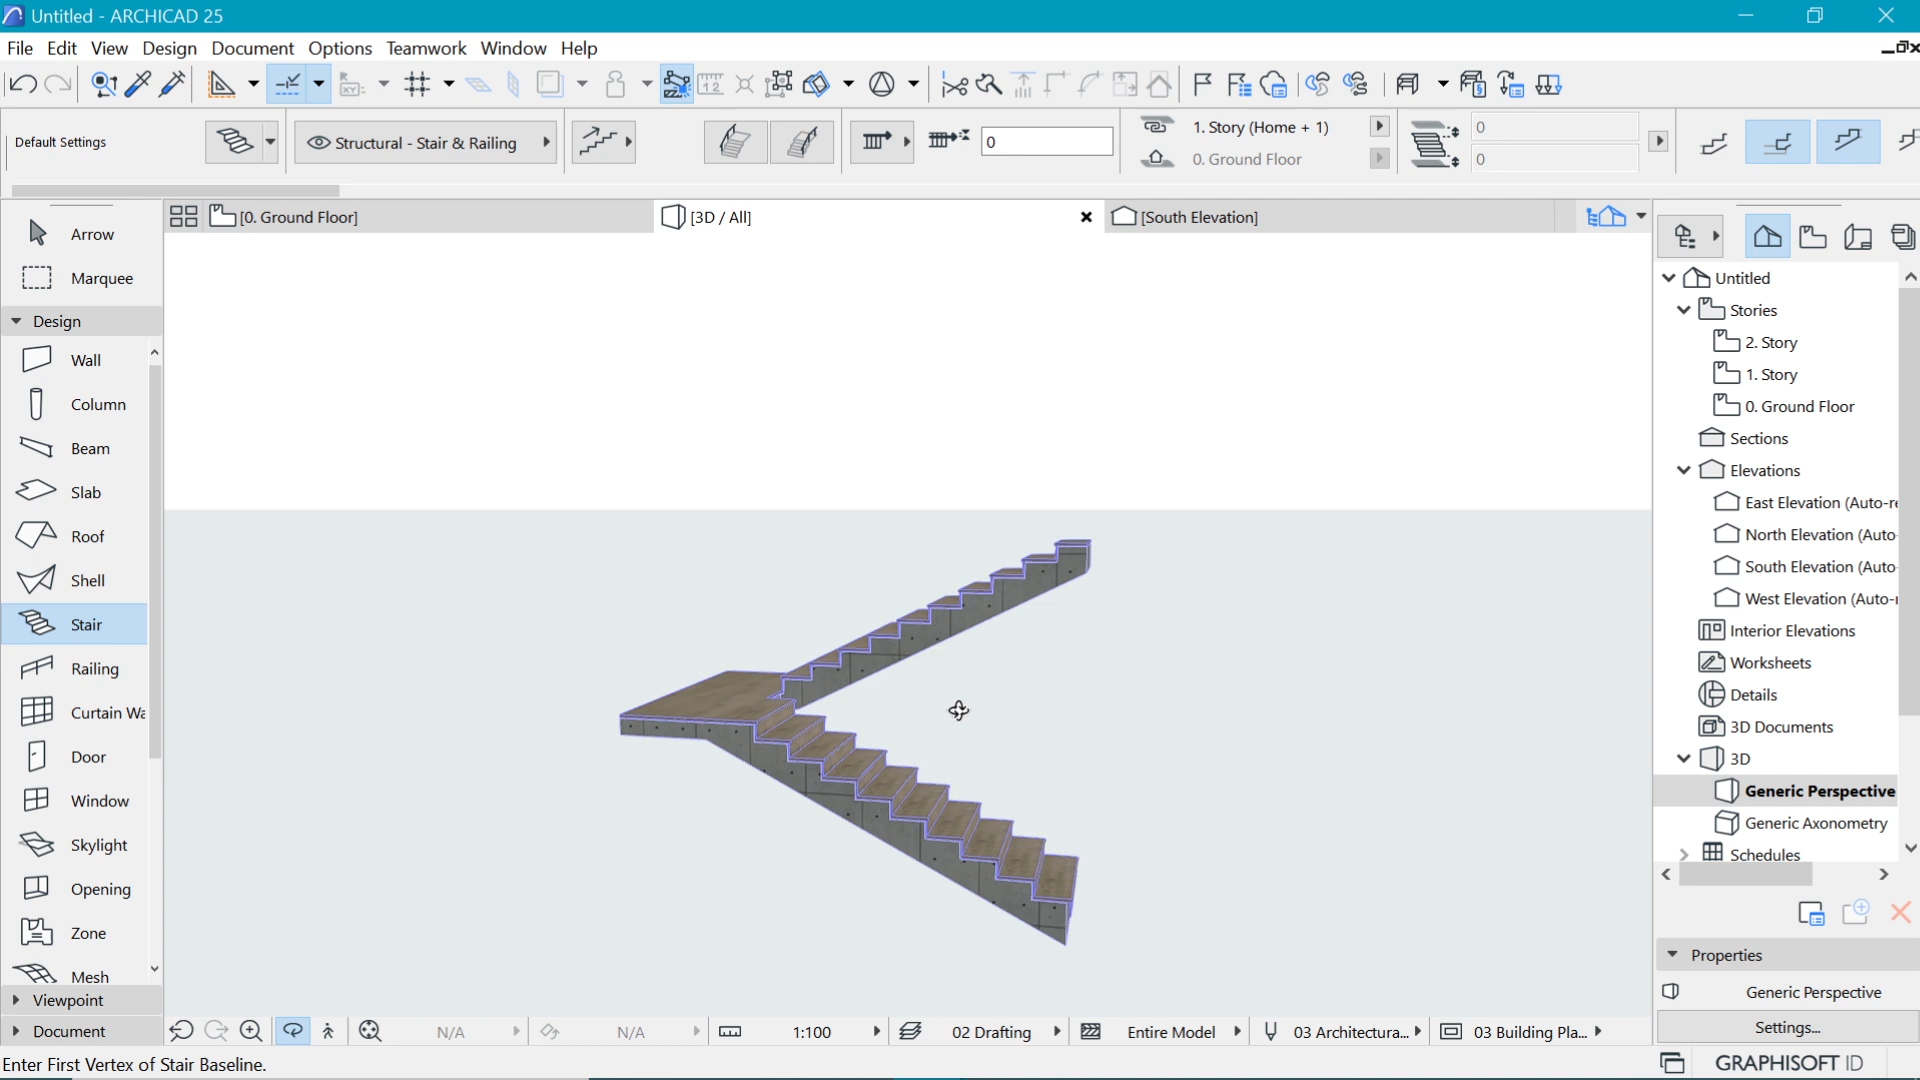 Untitled - ARCHICAD 25
File Edit View Design Document Options Teamwork Window Help
Default Settings
Structural - Stair & Railing
0
1. Story (Home + 1)
0. Ground Floor
0
0
[0. Ground Floor]
[3D / All]
[South Elevation]
Arrow
Marquee
Design
Wall
Column
Beam
Slab
Roof
Shell
Stair
Railing
Curtain Wa
Door
Window
Skylight
Opening
Zone
Mesh
Viewpoint
Document
Untitled
Stories
2. Story
1. Story
0. Ground Floor
Sections
Elevations
East Elevation (Auto-re
North Elevation (Auto-
South Elevation (Auto-
West Elevation (Auto-r
Interior Elevations
Worksheets
Details
3D Documents
3D
Generic Perspective
Generic Axonometry
Schedules
Properties
Generic Perspective
Settings...
N/A
N/A
1:100
02 Drafting
Entire Model
03 Architectura...
03 Building Pla...
Enter First Vertex of Stair Baseline.
GRAPHISOFT ID